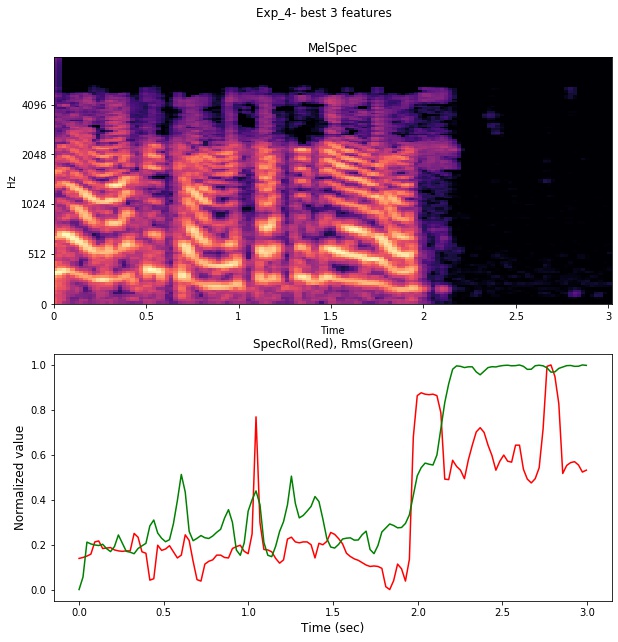 Exp_4- best 3 features
MelSpec
Hz
4096
2048
1024
512
0
0 0.5 1 1.5 2 2.5 3
Time
SpecRol(Red), Rms(Green)
Normalized value
1.0
0.8
0.6
0.4
0.2
0.0
0.0 0.5 1.0 1.5 2.0 2.5 3.0
Time (sec)